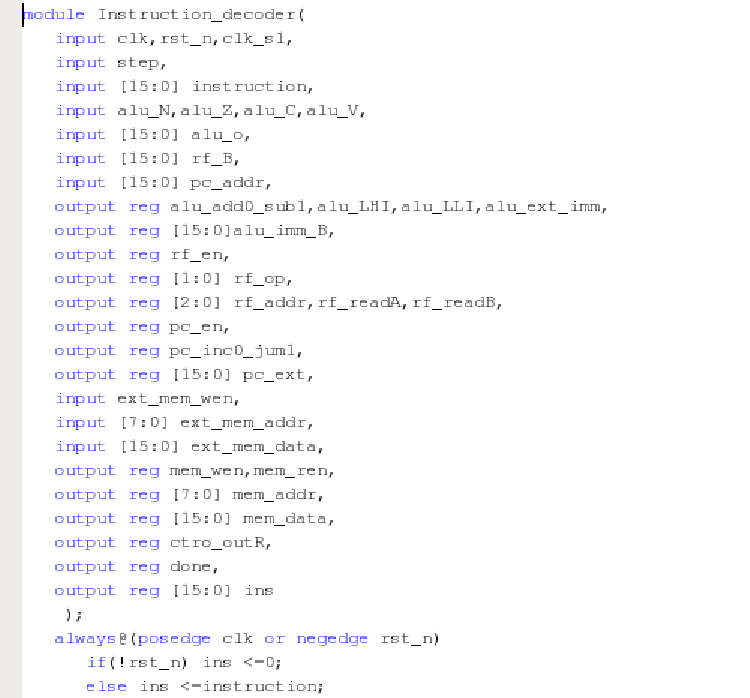 module Instruction_decoder(
input clk,rst_n,clk_s1,
input step,
input [15:0] instruction,
input alu_N,alu_Z,alu_C,alu_V,
input [15:0] alu_o,
input [15:0] rf_B,
input [15:0] pc_addr,
output reg alu_add0_sub1,alu_LHI,alu_LLI,alu_ext_imm,
output reg [15:0]alu_imm_B,
output reg rf_en,
output reg [1:0] rf_op,
output reg [2:0] rf_addr,rf_readA,rf_readB,
output reg pc_en,
output reg pc_inc0_jum1,
output reg [15:0] pc_ext,
input ext_mem_wen,
input [7:0] ext_mem_addr,
input [15:0] ext_mem_data,
output reg mem_wen,mem_ren,
output reg [7:0] mem_addr,
output reg [15:0] mem_data,
output reg ctro_outR,
output reg done,
output reg [15:0] ins
);
always@(posedge clk or negedge rst_n)
if(!rst_n) ins <=0;
else ins <=instruction;